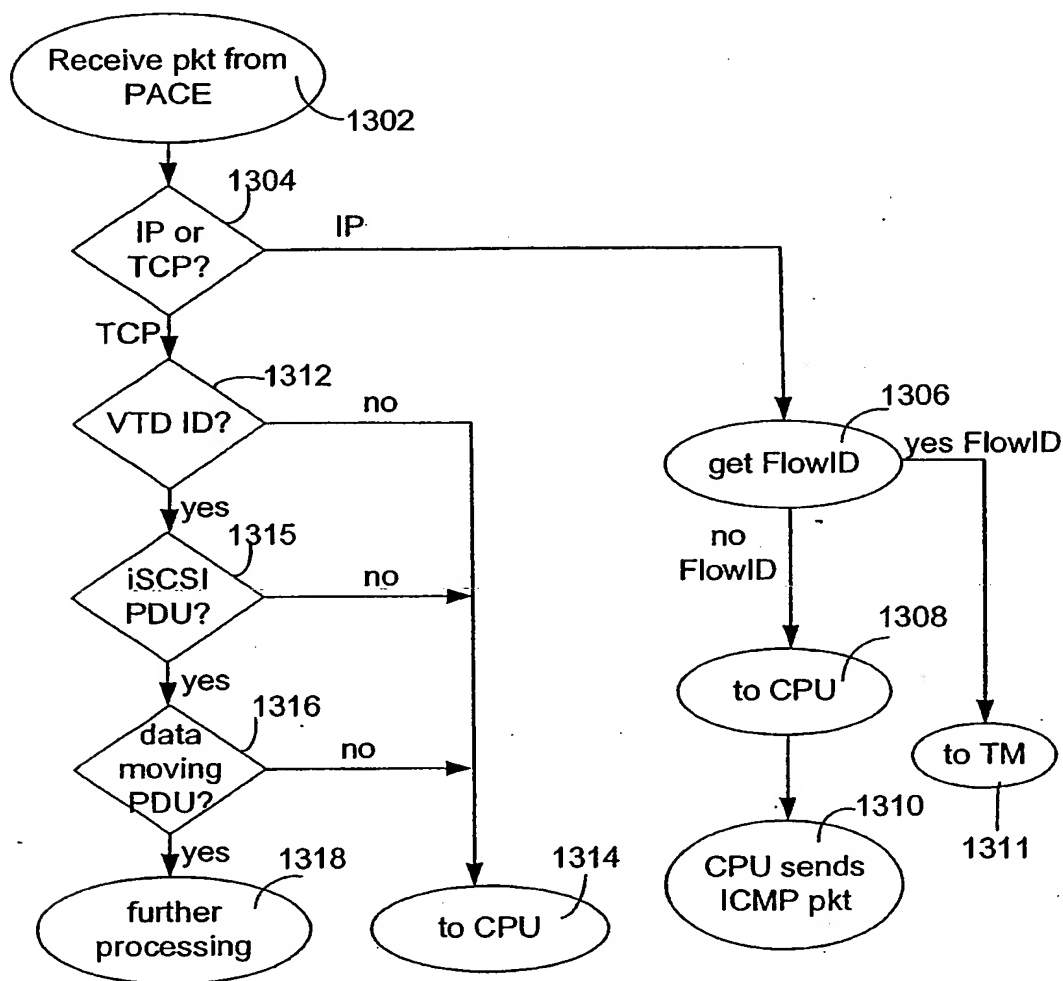 Receive pkt from
PACE
1302
1304
IP or
TCP?
IP
TCP
1312
VTD ID?
no
1306
get FlowID
yes FlowID
yes
1315
iSCSI
PDU?
no
no
FlowID
1308
to CPU
yes
1316
data
moving
PDU?
no
to TM
1311
yes
1318
further
processing
1314
to CPU
1310
CPU sends
ICMP pkt